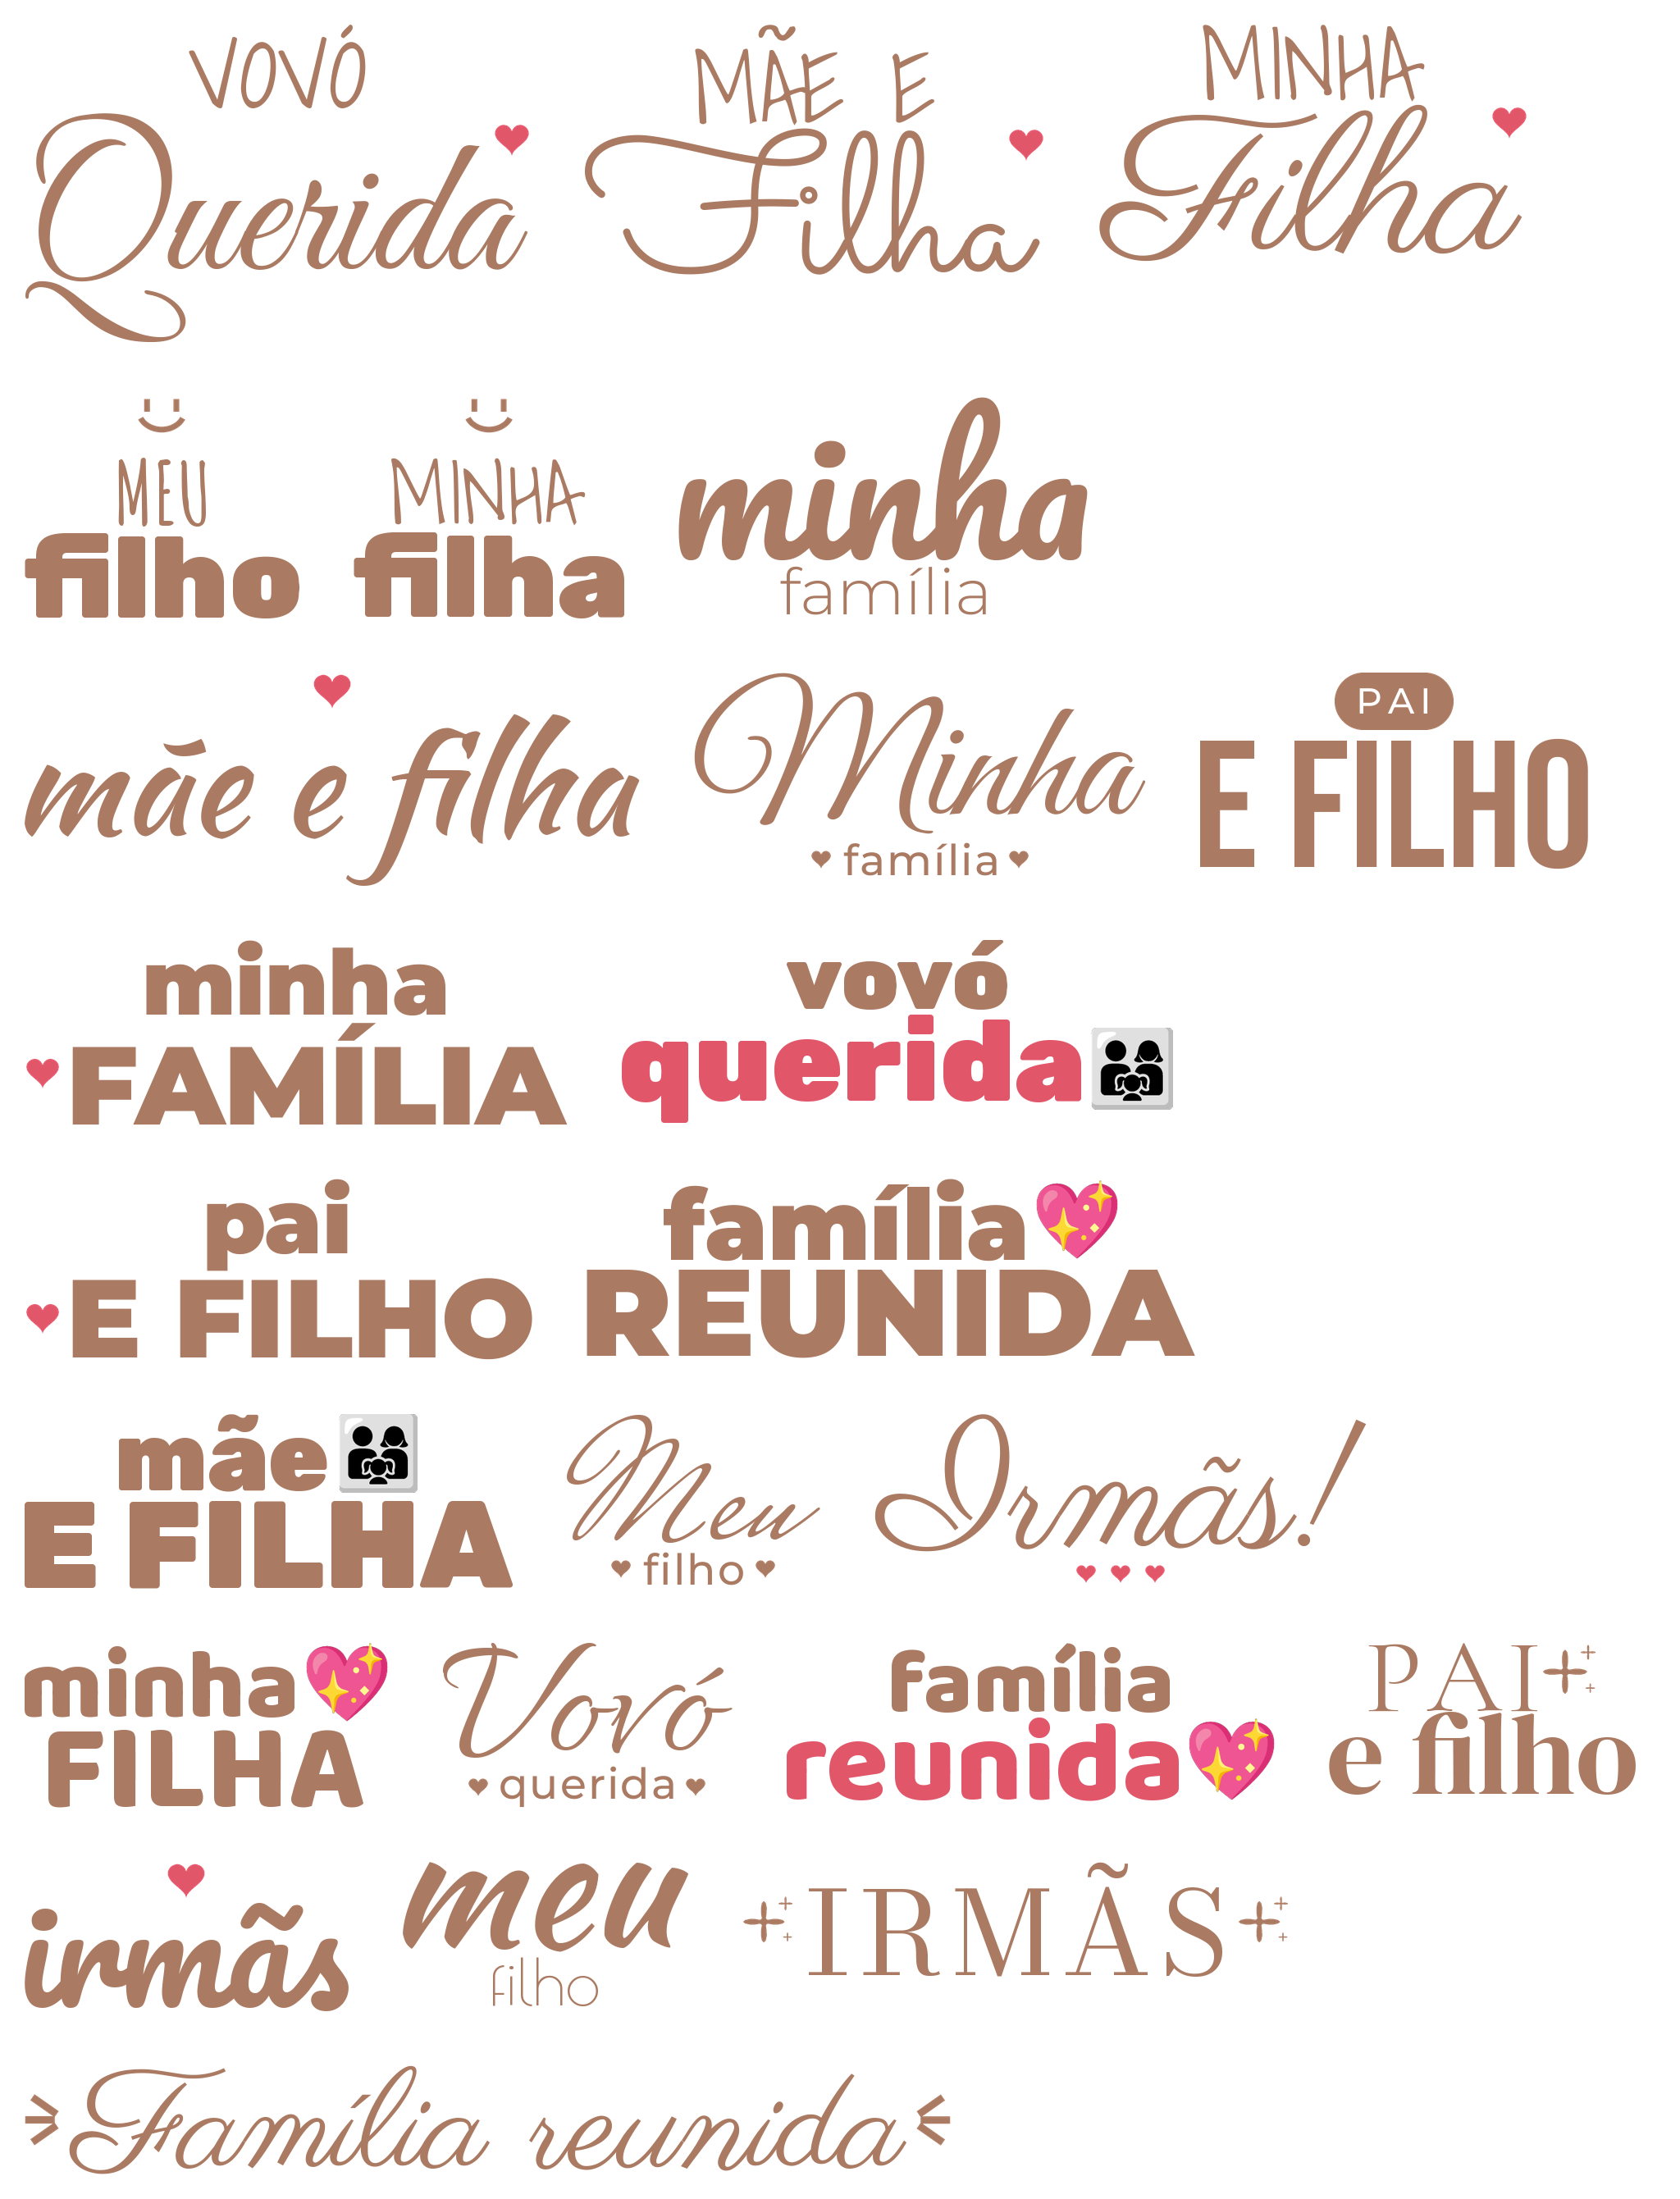 VOVÓ
Querida
MÃE E
Filha
MINHA
Filha
MEU
filho
MINHA
filha
minha
família
mãe e filha
Minha
família
PAI
E FILHO
minha
FAMÍLIA
vovó
querida
pai
E FILHO
família
REUNIDA
mãe
E FILHA
Meu
filho
Irmãs!
minha
FILHA
Vovó
querida
família
reunida
PAI
e filho
irmãs
meu
filho
IRMÃS
Família reunida